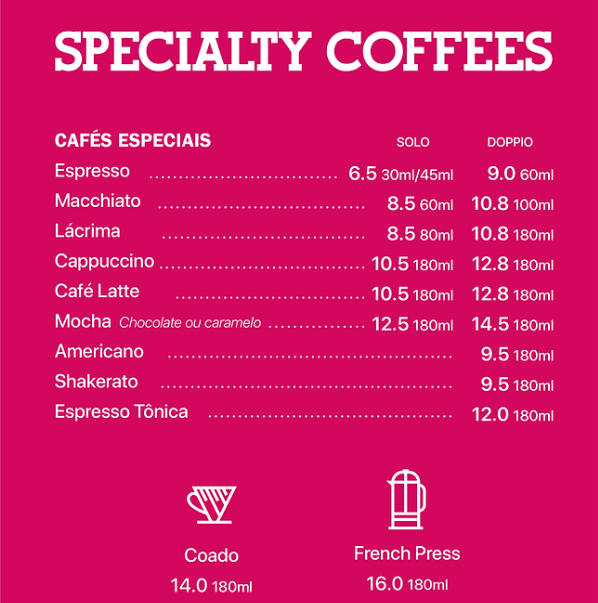 SPECIALTY COFFEES
CAFÉS ESPECIAIS SOLO DOPPIO
Espresso ................................ 6.5 30ml/45ml 9.0 60ml
Macchiato ................................... 8.5 60ml 10.8 100ml
Lácrima ................................... 8.5 80ml 10.8 180ml
Cappuccino ................................... 10.5 180ml 12.8 180ml
Café Latte ................................ 10.5 180ml 12.8 180ml
Mocha Chocolate ou caramelo ................ 12.5 180ml 14.5 180ml
Americano ................................................ 9.5 180ml
Shakerato ................................................. 9.5 180ml
Espresso Tônica ......................................... 12.0 180ml
Coado French Press
14.0 180ml 16.0 180ml